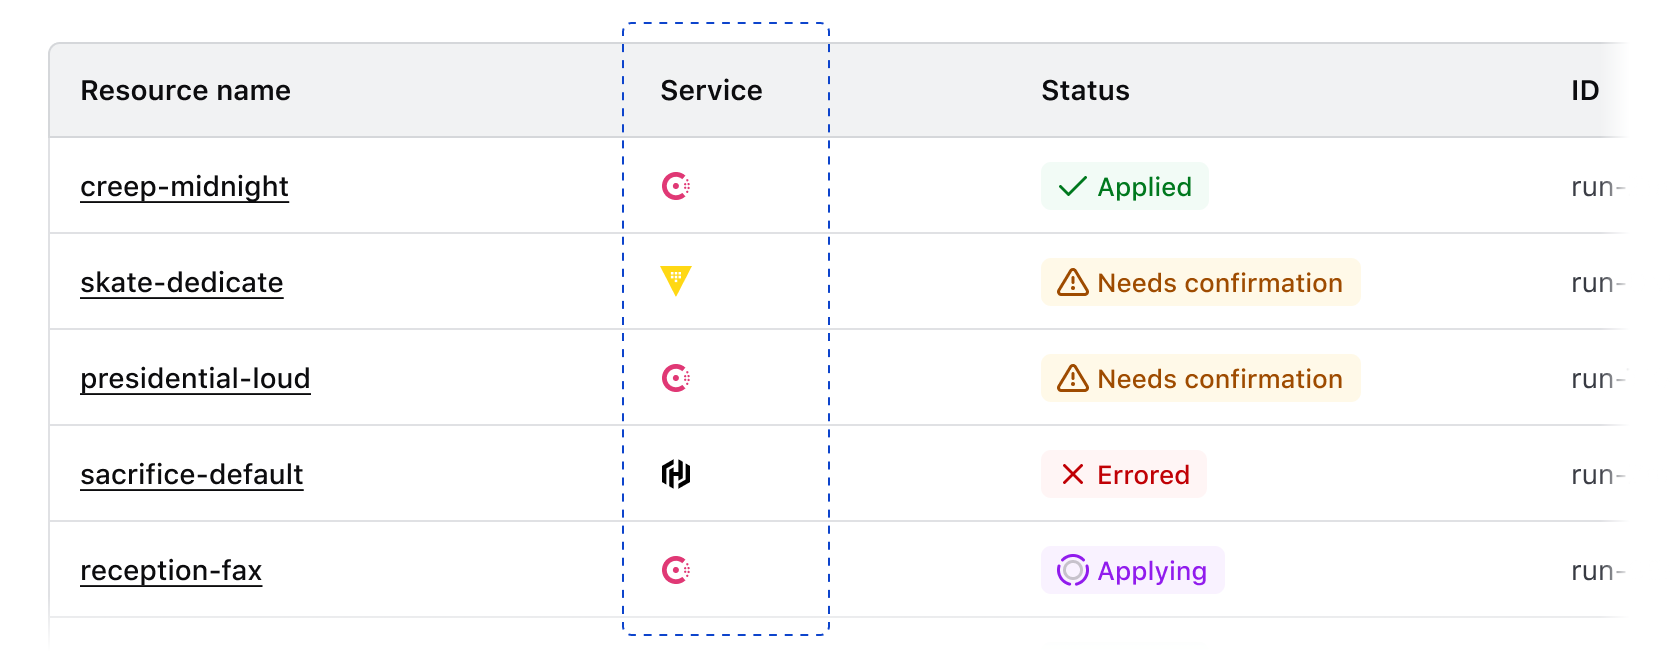 Resource name Service Status ID
creep-midnight Applied run-
skate-dedicate Needs confirmation run-
presidential-loud Needs confirmation run-
sacrifice-default Errored run-
reception-fax Applying run-